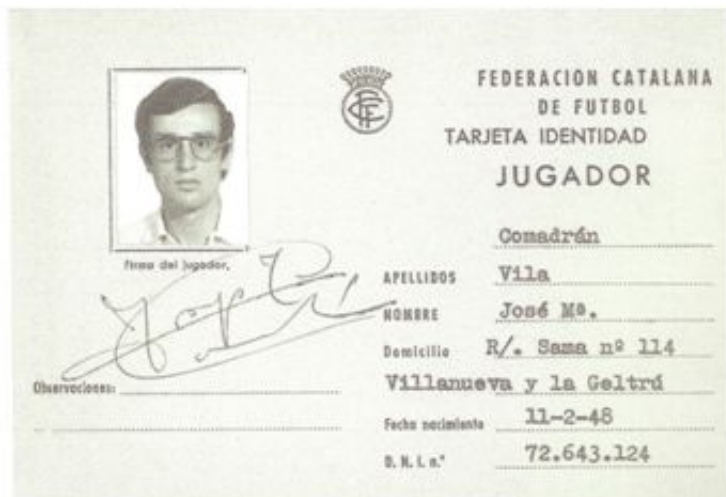 FEDERACION CATALANA
DE FUTBOL
TARJETA IDENTIDAD
JUGADOR
Firma del jugador,
Comadrán
APELLIDOS Vila
NOMBRE José Mª.
Domicilio R/. Sama nº 114
Observaciones: Villanueva y la Geltrú
Fecha nacimiento 11-2-48
D. N. I. n.º 72.643.124